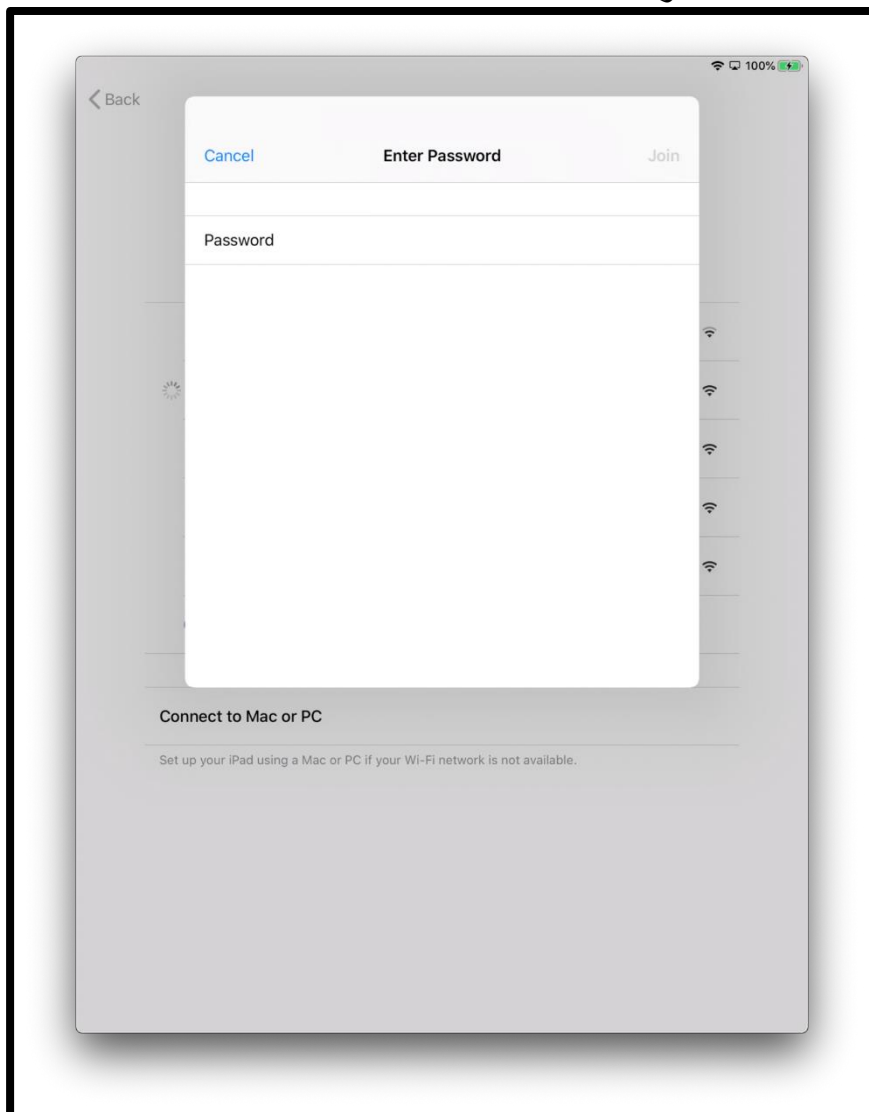 100%
Back
Cancel Enter Password Join
Password
Connect to Mac or PC
Set up your iPad using a Mac or PC if your Wi-Fi network is not available.